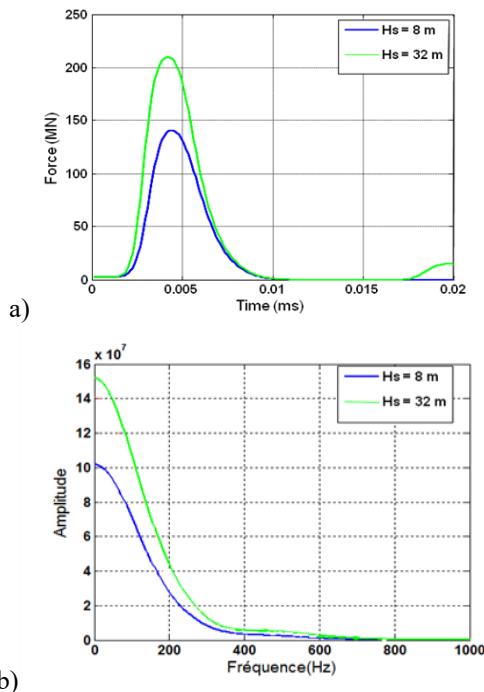 Hs = 8 m
Hs = 32 m
250
200
150
100
50
0
Force (MN)
0
0.005
0.01
0.015
0.02
Time (ms)
a)
x 10⁷
16
14
12
10
8
6
4
2
0
Amplitude
Hs = 8 m
Hs = 32 m
0
200
400
600
800
1000
Fréquence(Hz)
b)